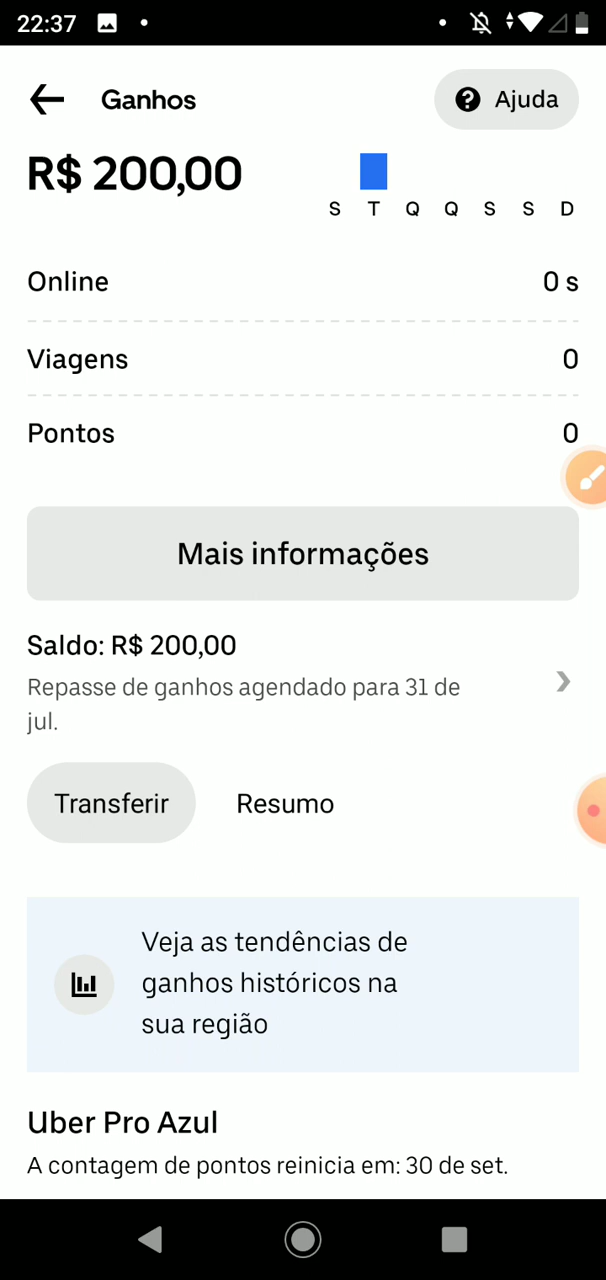 22:37
Ganhos
Ajuda
R$ 200,00
S T Q Q S S D
Online 0 s
Viagens 0
Pontos 0
Mais informações
Saldo: R$ 200,00
Repasse de ganhos agendado para 31 de
jul.
Transferir Resumo
Veja as tendências de
ganhos históricos na
sua região
Uber Pro Azul
A contagem de pontos reinicia em: 30 de set.